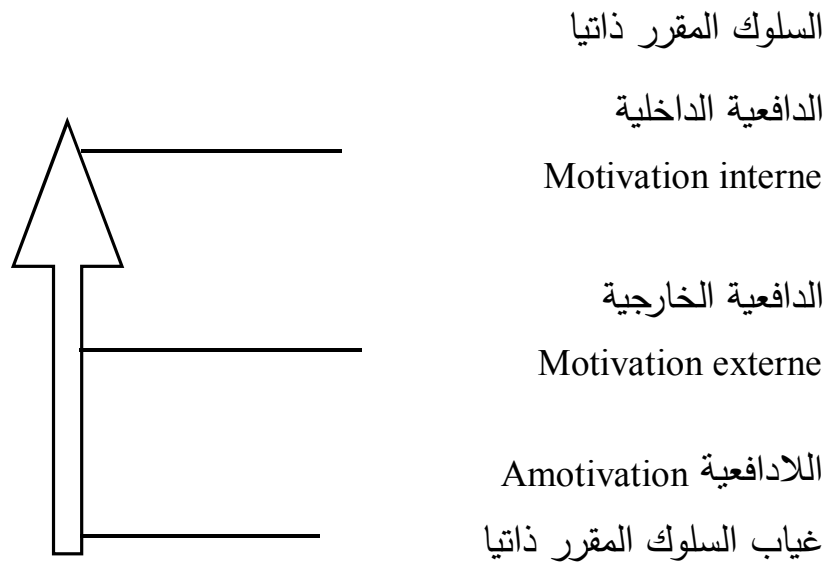 السلوك المقرر ذاتيا
الدافعية الداخلية
Motivation interne
الدافعية الخارجية
Motivation externe
اللادافعية Amotivation
غياب السلوك المقرر ذاتيا